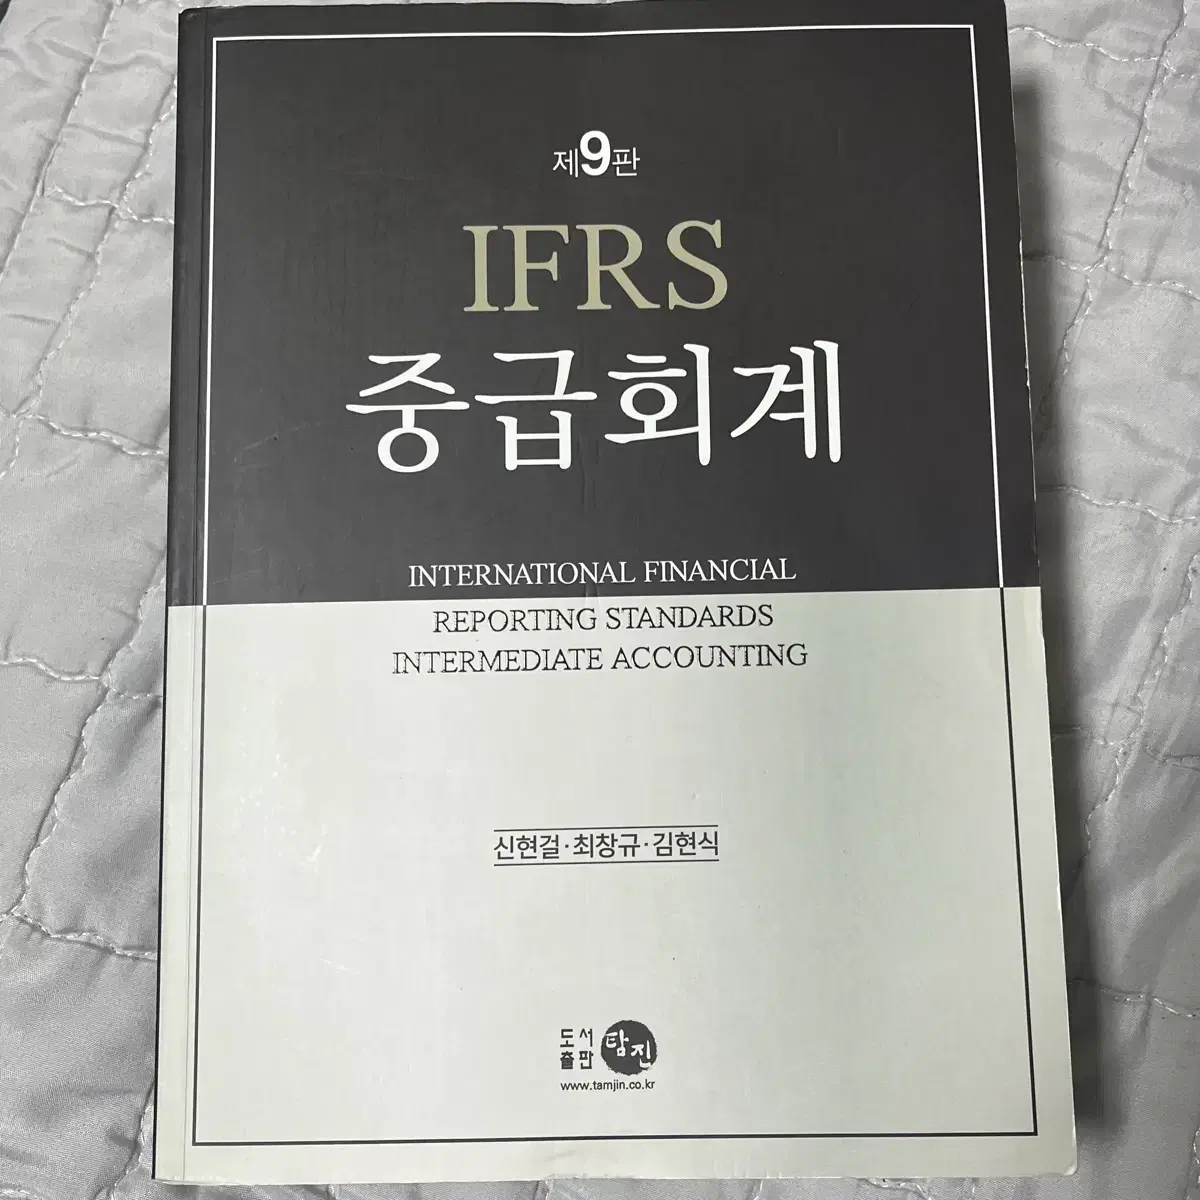 제9판
IFRS
중급회계
INTERNATIONAL FINANCIAL
REPORTING STANDARDS
INTERMEDIATE ACCOUNTING
신현걸·최창규·김현식
도서출판 탐진
www.tamjin.co.kr